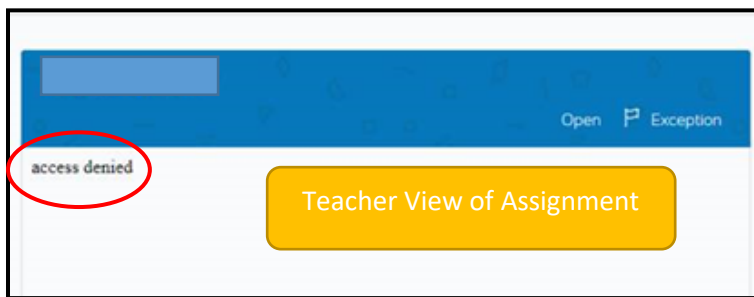 Open Exception
access denied
Teacher View of Assignment